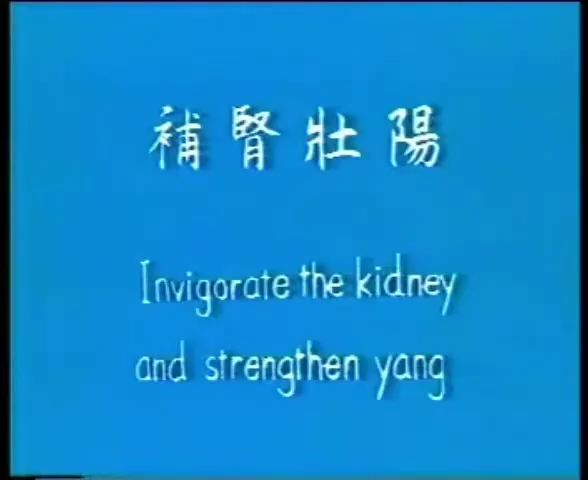 補腎壯陽
Invigorate the kidney
and strengthen yang